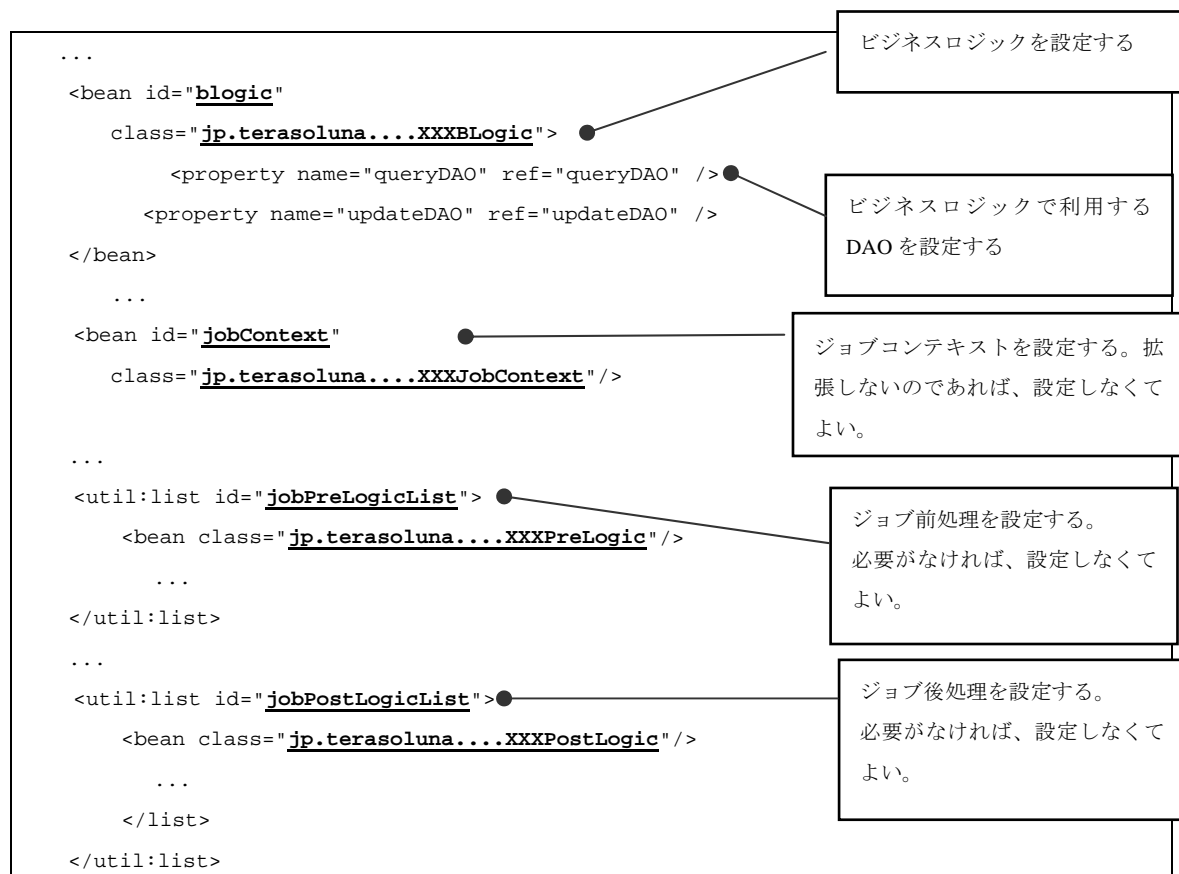 ...
<bean id="blogic"
class="jp.terasoluna....XXXBLogic">
<property name="queryDAO" ref="queryDAO" />
<property name="updateDAO" ref="updateDAO" />
</bean>
...
<bean id="jobContext"
class="jp.terasoluna....XXXJobContext"/>
...
<util:list id="jobPreLogicList">
<bean class="jp.terasoluna....XXXPreLogic"/>
...
</util:list>
...
<util:list id="jobPostLogicList">
<bean class="jp.terasoluna....XXXPostLogic"/>
...
</list>
</util:list>
ビジネスロジックを設定する
ビジネスロジックで利用する
DAO を設定する
ジョブコンテキストを設定する。拡
張しないのであれば、設定しなくて
よい。
ジョブ前処理を設定する。
必要がなければ、設定しなくて
よい。
ジョブ後処理を設定する。
必要がなければ、設定しなくて
よい。